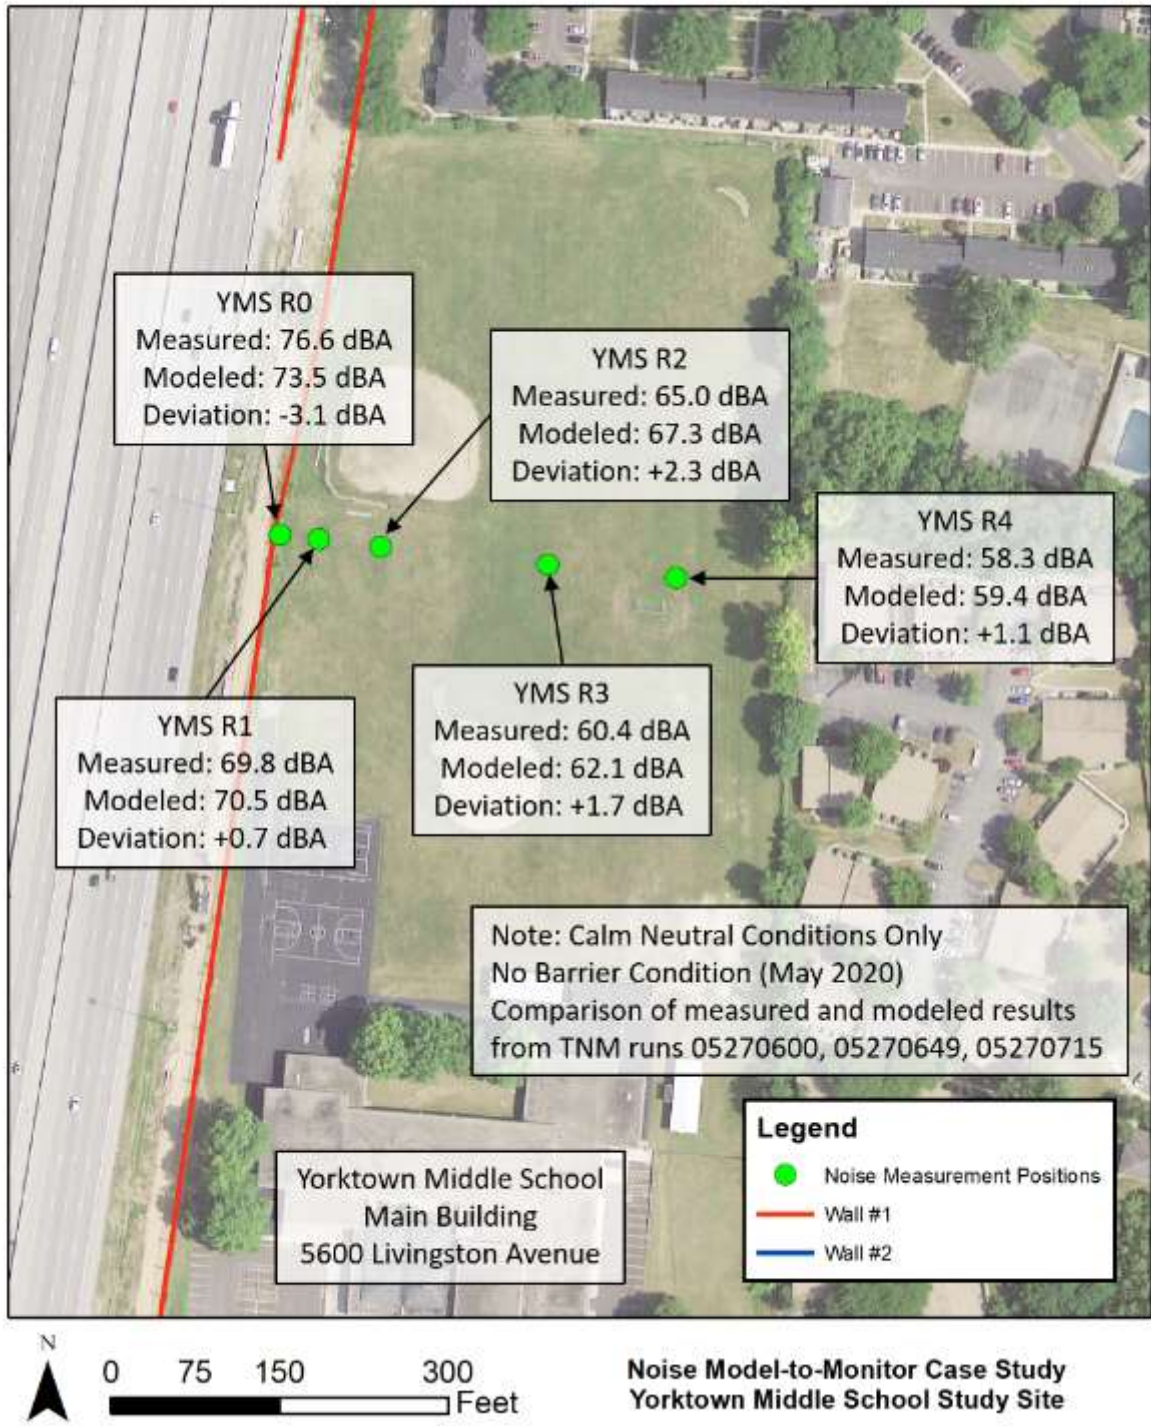 YMS R0
Measured: 76.6 dBA
Modeled: 73.5 dBA
Deviation: -3.1 dBA
YMS R2
Measured: 65.0 dBA
Modeled: 67.3 dBA
Deviation: +2.3 dBA
YMS R4
Measured: 58.3 dBA
Modeled: 59.4 dBA
Deviation: +1.1 dBA
YMS R1
Measured: 69.8 dBA
Modeled: 70.5 dBA
Deviation: +0.7 dBA
YMS R3
Measured: 60.4 dBA
Modeled: 62.1 dBA
Deviation: +1.7 dBA
Note: Calm Neutral Conditions Only
No Barrier Condition (May 2020)
Comparison of measured and modeled results
from TNM runs 05270600, 05270649, 05270715
Legend
Noise Measurement Positions
Wall #1
Wall #2
Yorktown Middle School
Main Building
5600 Livingston Avenue
N
0 75 150 300
Feet
Noise Model-to-Monitor Case Study
Yorktown Middle School Study Site